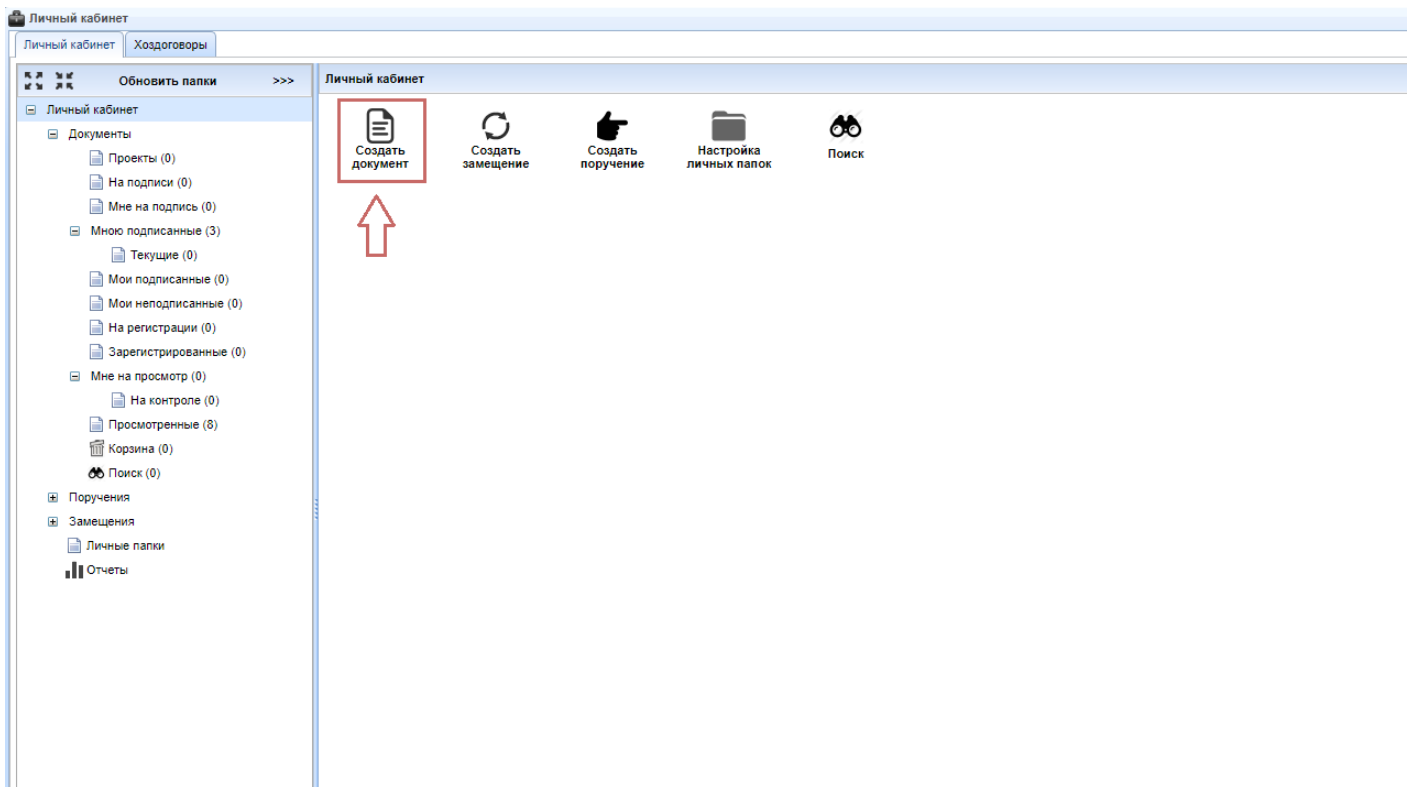 Личный кабинет
Личный кабинет Хоздоговоры
Обновить папки >>>
Личный кабинет
Документы
Проекты (0)
На подписи (0)
Мне на подпись (0)
Мною подписанные (3)
Текущие (0)
Мои подписанные (0)
Мои неподписанные (0)
На регистрации (0)
Зарегистрированные (0)
Мне на просмотр (0)
На контроле (0)
Просмотренные (8)
Корзина (0)
Поиск (0)
Поручения
Замещения
Личные папки
Отчеты
Личный кабинет
Создать
документ
Создать
замещение
Создать
поручение
Настройка
личных папок
Поиск